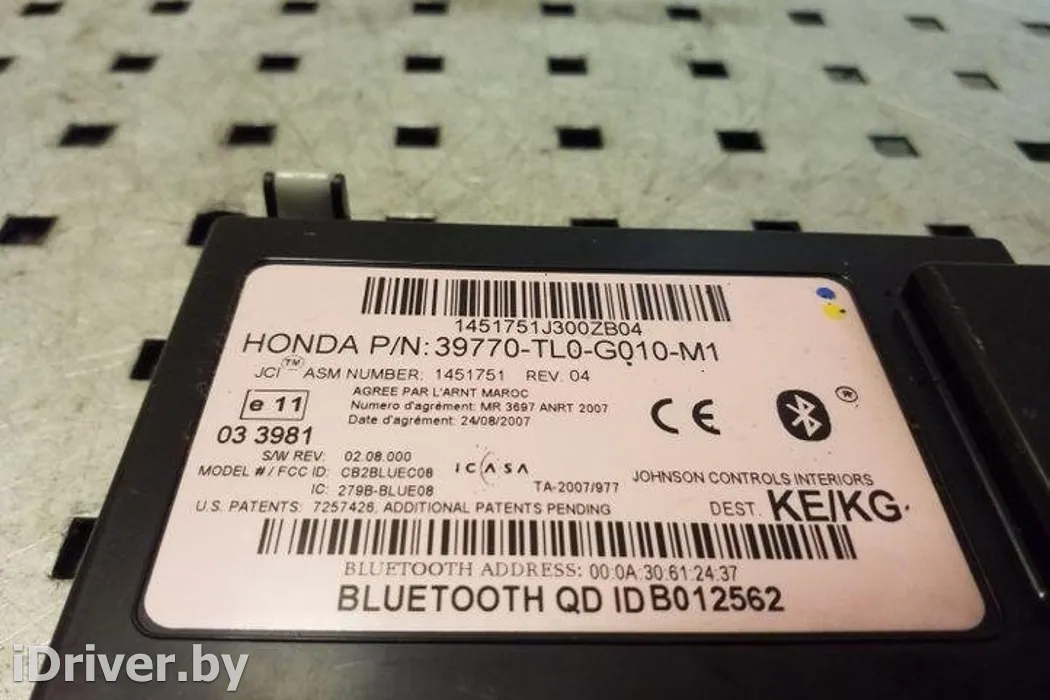 1451751J300ZB04
HONDA P/N: 39770-TL0-G010-M1
JCI™ ASM NUMBER: 1451751 REV. 04
AGREE PAR L'ARNT MAROC
Numero d'agrément: MR 3697 ANRT 2007
Date d'agrément: 24/08/2007
e 11
03 3981
CE
®
S/W REV: 02.08.000
MODEL #/FCC ID: CB2BLUEC08
ICASA
IC: 279B-BLUE08
TA-2007/977
JOHNSON CONTROLS INTERIORS
U.S. PATENTS: 7257426, ADDITIONAL PATENTS PENDING
DEST. KE/KG.
BLUETOOTH ADDRESS: 00:0A:30:61:24:37
BLUETOOTH QD ID B012562
iDriver.by